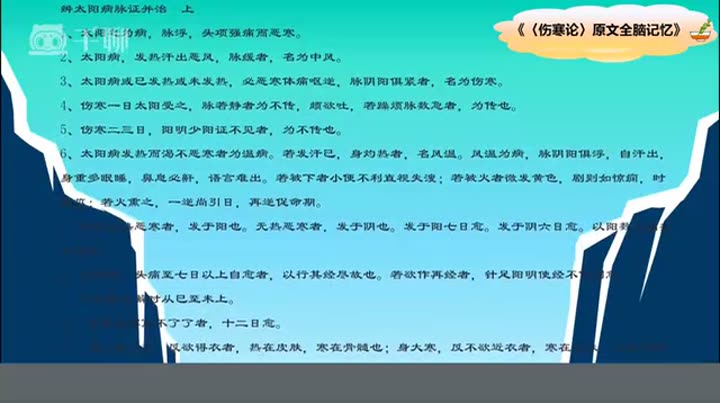 辨太阳病脉证并治 上
千聊
《〈伤寒论〉原文全脑记忆》
1、太阳之为病，脉浮，头项强痛而恶寒。
2、太阳病，发热汗出恶风，脉缓者，名为中风。
3、太阳病或已发热或未发热，必恶寒体痛呕逆，脉阴阳俱紧者，名为伤寒。
4、伤寒一日太阳受之，脉若静者为不传，颇欲吐，若躁烦脉数急者，为传也。
5、伤寒二三日，阳明少阳证不见者，为不传也。
6、太阳病发热而渴不恶寒者为温病。若发汗已，身灼热者，名风温。风温为病，脉阴阳俱浮，自汗出，
身重多眠睡，鼻息必鼾，语言难出。若被下者小便不利直视失溲；若被火者微发黄色，剧则如惊痫，时
若火熏之，一逆尚引日，再逆促命期。
恶寒者，发于阳也。无热恶寒者，发于阴也。发于阳七日愈。发于阴六日愈。以阳
头痛至七日以上自愈者，以行其经尽故也。若欲作再经者，针足阳明使经不
时从巳至未上。
不了了者，十二日愈。
反欲得衣者，热在皮肤，寒在骨髓也；身大寒，反不欲近衣者，寒在